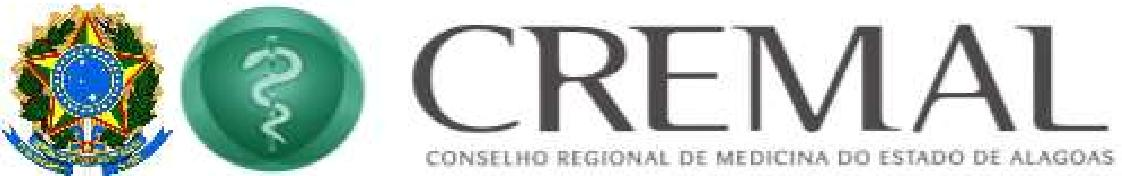 CREMAL
CONSELHO REGIONAL DE MEDICINA DO ESTADO DE ALAGOAS